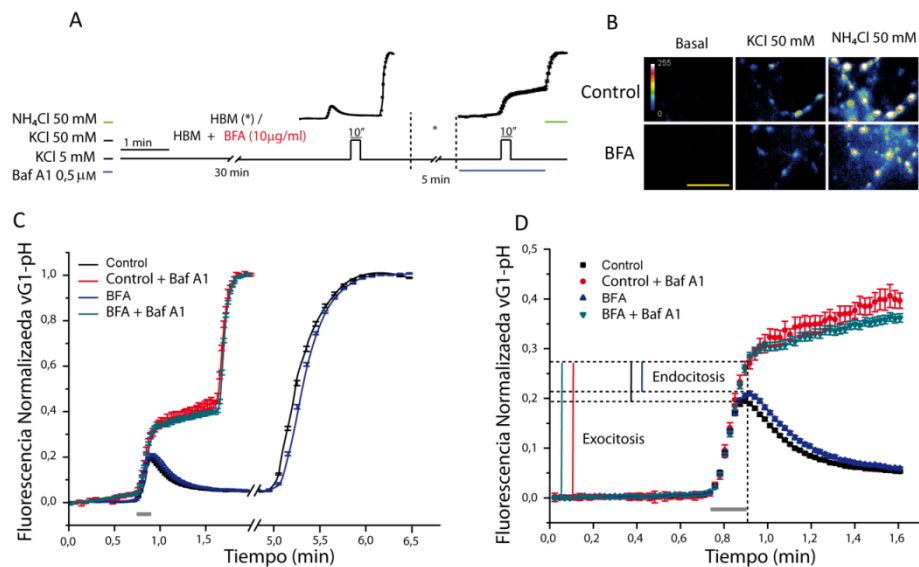 A
NH₄Cl 50 mM
KCl 50 mM
KCl 5 mM
Baf A1 0,5 µM
1 min
HBM (*) /
HBM + BFA (10µg/ml)
30 min
10"
*
5 min
10"
B
Basal
KCl 50 mM
NH₄Cl 50 mM
Control
BFA
255
0
C
Control
Control + Baf A1
BFA
BFA + Baf A1
Fluorescencia Normalizaeda vG1-pH
1,0
0,8
0,6
0,4
0,2
0,0
0,0
0,5
1,0
1,5
5,0
5,5
6,0
6,5
Tiempo (min)
D
Control
Control + Baf A1
BFA
BFA + Baf A1
Fluorescencia Normalizaeda vG1-pH
0,5
0,4
0,3
0,2
0,1
0,0
Endocitosis
Exocitosis
0,0
0,2
0,4
0,6
0,8
1,0
1,2
1,4
1,6
Tiempo (min)